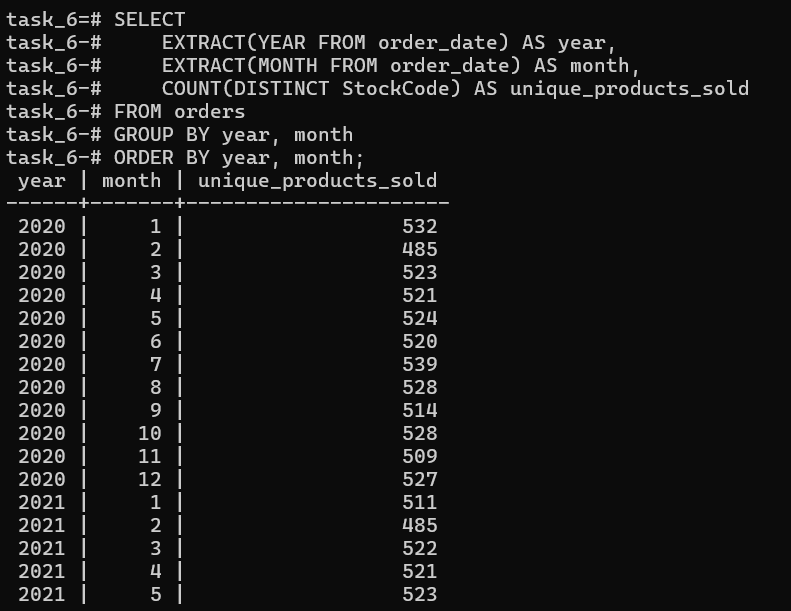 task_6=# SELECT
task_6-#     EXTRACT(YEAR FROM order_date) AS year,
task_6-#     EXTRACT(MONTH FROM order_date) AS month,
task_6-#     COUNT(DISTINCT StockCode) AS unique_products_sold
task_6-# FROM orders
task_6-# GROUP BY year, month
task_6-# ORDER BY year, month;
 year | month | unique_products_sold
------+-------+----------------------
 2020 |     1 |                  532
 2020 |     2 |                  485
 2020 |     3 |                  523
 2020 |     4 |                  521
 2020 |     5 |                  524
 2020 |     6 |                  520
 2020 |     7 |                  539
 2020 |     8 |                  528
 2020 |     9 |                  514
 2020 |    10 |                  528
 2020 |    11 |                  509
 2020 |    12 |                  527
 2021 |     1 |                  511
 2021 |     2 |                  485
 2021 |     3 |                  522
 2021 |     4 |                  521
 2021 |     5 |                  523